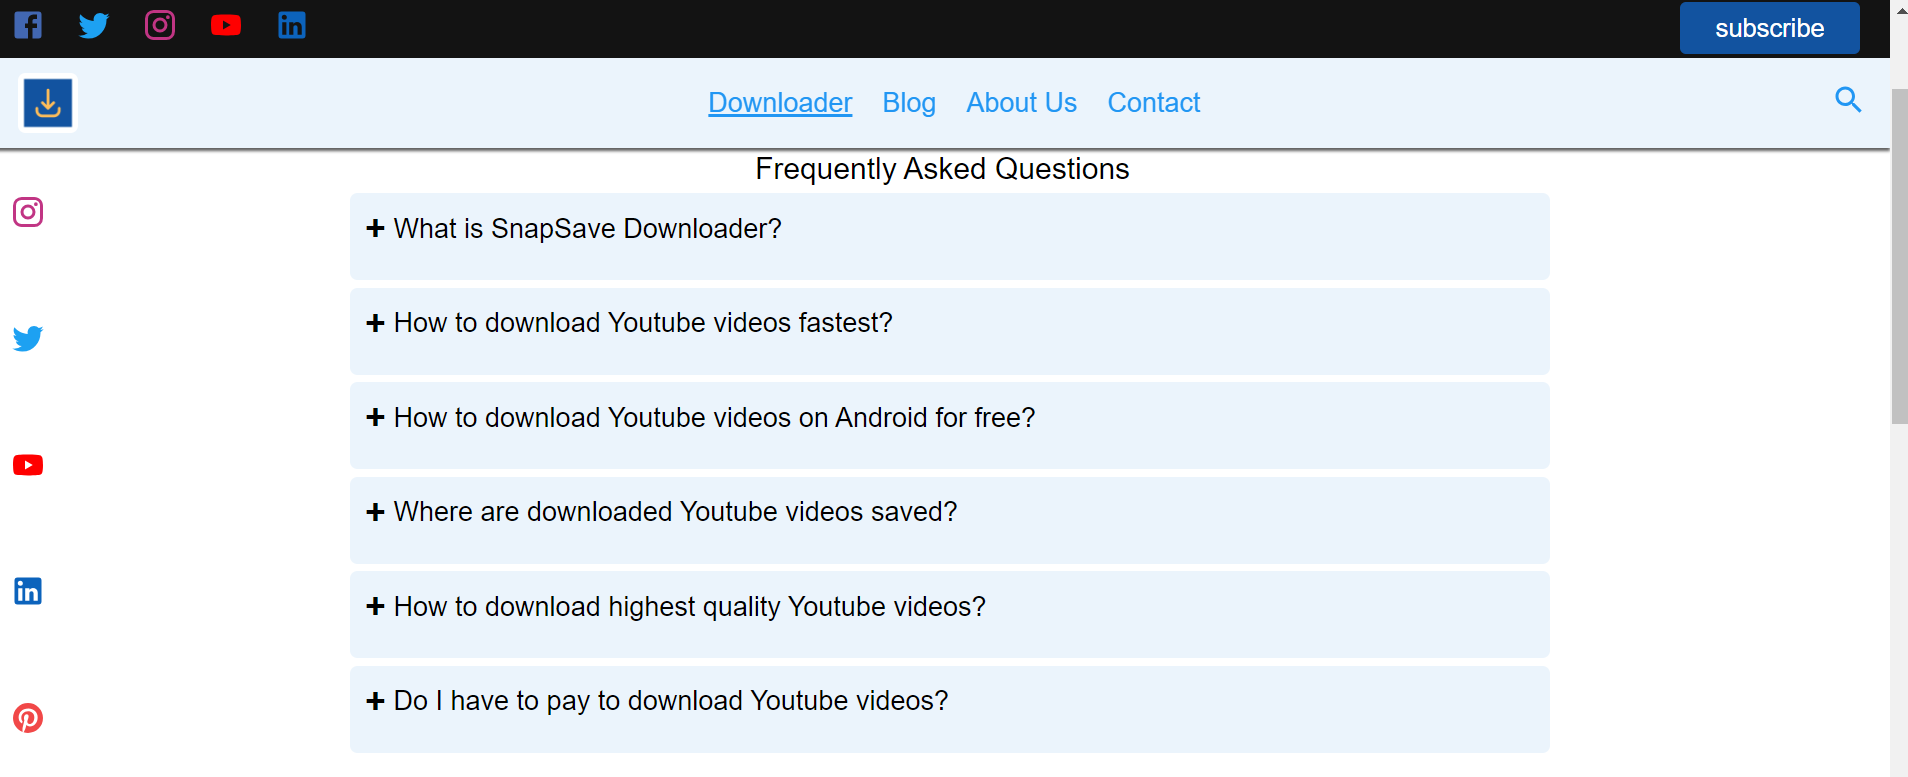 subscribe
Downloader Blog About Us Contact
Frequently Asked Questions
+ What is SnapSave Downloader?
+ How to download Youtube videos fastest?
+ How to download Youtube videos on Android for free?
+ Where are downloaded Youtube videos saved?
+ How to download highest quality Youtube videos?
+ Do I have to pay to download Youtube videos?